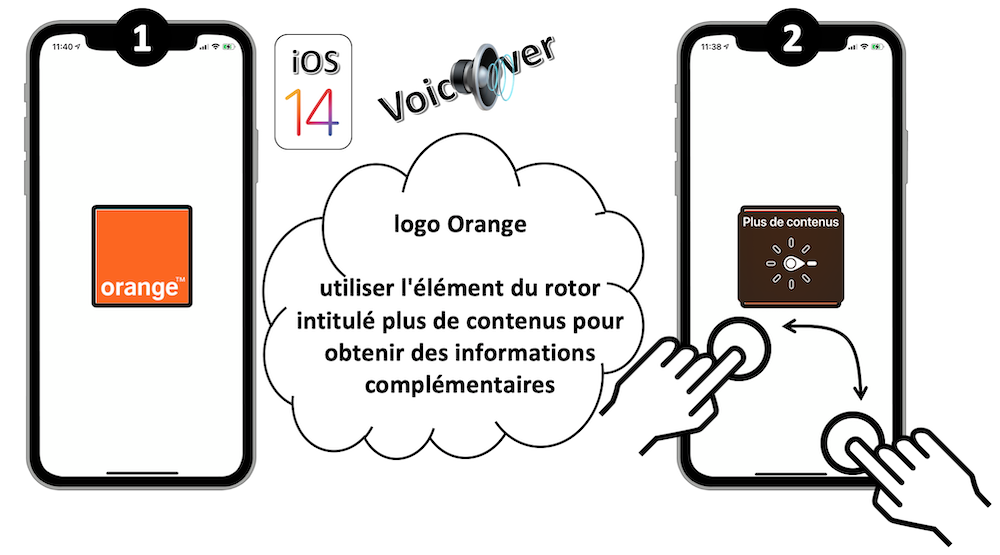 1
11:40
iOS
14
VoiceOver
2
11:38
orange™
logo Orange
utiliser l'élément du rotor
intitulé plus de contenus pour
obtenir des informations
complémentaires
Plus de contenus